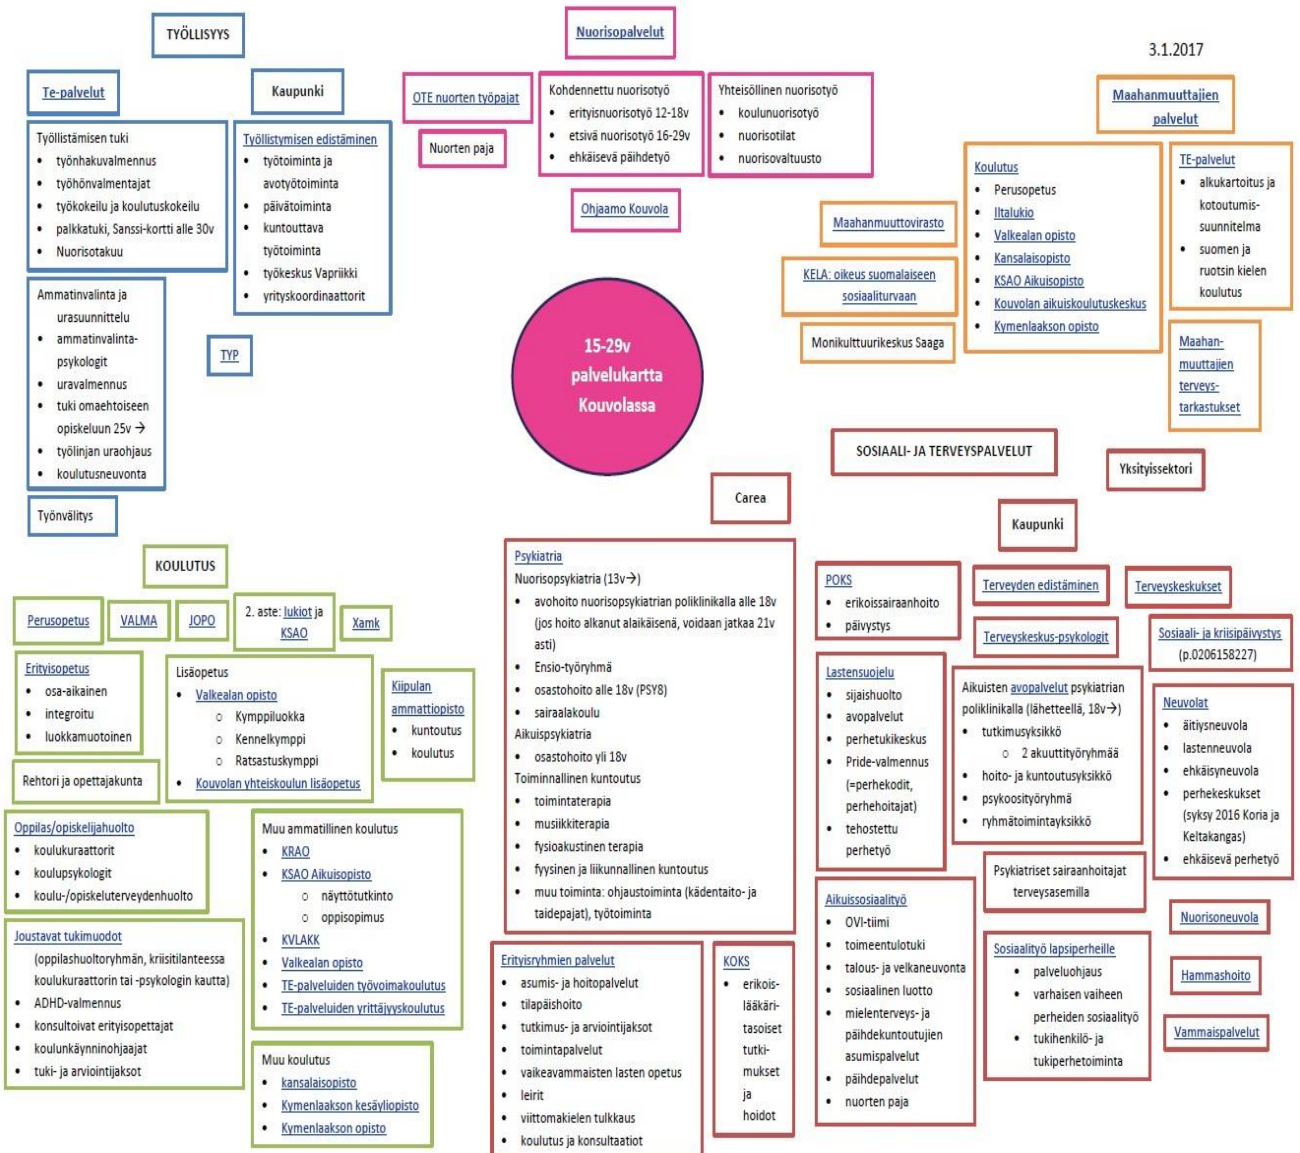 TYÖLLISYYS
Te-palvelut
Kaupunki
Työllistämisen tuki
• työnhakuvalmennus
• työhönvalmentajat
• työkokeilu ja koulutuskokeilu
• palkkatuki, Sanssi-kortti alle 30v
• Nuorisotakuu
Työllistymisen edistäminen
• työtoiminta ja
avotyötoiminta
• päivätoiminta
• kuntouttava
työtoiminta
• työkeskus Vapriikki
• yrityskoordinaattorit
Ammatinvalinta ja
urasuunnittelu
• ammatinvalinta-
psykologit
• uravalmennus
• tuki omaehtoiseen
opiskeluun 25v →
• työlinjan uraohjaus
• koulutusneuvonta
TYP
Työnvälitys
Nuorisopalvelut
OTE nuorten työpajat
Nuorten paja
Kohdennettu nuorisotyö
• erityisnuorisotyö 12-18v
• etsivä nuorisotyö 16-29v
• ehkäisevä päihdetyö
Yhteisöllinen nuorisotyö
• koulunuorisotyö
• nuorisotilat
• nuorisovaltuusto
Ohjaamo Kouvola
15-29v
palvelukartta
Kouvolassa
3.1.2017
Maahanmuuttajien
palvelut
Maahanmuuttovirasto
KELA: oikeus suomalaiseen
sosiaaliturvaan
Monikulttuurikeskus Saaga
Koulutus
• Perusopetus
• Iltalukio
• Valkealan opisto
• Kansalaisopisto
• KSAO Aikuisopisto
• Kouvolan aikuiskoulutuskeskus
• Kymenlaakson opisto
TE-palvelut
• alkukartoitus ja
kotoutumis-
suunnitelma
• suomen ja
ruotsin kielen
koulutus
Maahan-
muuttajien
terveys-
tarkastukset
KOULUTUS
Perusopetus
VALMA
JOPO
2. aste: lukiot ja
KSAO
Xamk
Erityisopetus
• osa-aikainen
• integroitu
• luokkamuotoinen
Rehtori ja opettajakunta
Lisäopetus
• Valkealan opisto
o Kymppiluokka
o Kennelkymppi
o Ratsastuskymppi
• Kouvolan yhteiskoulun lisäopetus
Kiipulan
ammattiopisto
• kuntoutus
• koulutus
Oppilas/opiskelijahuolto
• koulukuraattorit
• koulupsykologit
• koulu-/opiskeluterveydenhuolto
Joustavat tukimuodot
(oppilashuoltoryhmän, kriisitilanteessa
koulukuraattorin tai -psykologin kautta)
• ADHD-valmennus
• konsultoivat erityisopettajat
• koulunkäynninohjaajat
• tuki- ja arviointijaksot
Muu ammatillinen koulutus
• KRAO
• KSAO Aikuisopisto
o näyttötutkinto
o oppisopimus
• KVLAKK
• Valkealan opisto
• TE-palveluiden työvoimakoulutus
• TE-palveluiden yrittäjyyskoulutus
Muu koulutus
• kansalaisopisto
• Kymenlaakson kesäyliopisto
• Kymenlaakson opisto
SOSIAALI- JA TERVEYSPALVELUT
Yksityissektori
Carea
Kaupunki
Psykiatria
Nuorisopsykiatria (13v→)
• avohoito nuorisopsykiatrian poliklinikalla alle 18v
(jos hoito alkanut alaikäisenä, voidaan jatkaa 21v
asti)
• Ensio-työryhmä
• osastohoito alle 18v (PSY8)
• sairaalakoulu
Aikuispsykiatria
• osastohoito yli 18v
Toiminnallinen kuntoutus
• toimintaterapia
• musiikkiterapia
• fysioakustinen terapia
• fyysinen ja liikunnallinen kuntoutus
• muu toiminta: ohjaustoiminta (kädentaito- ja
taidepajat), työtoiminta
Erityisryhmien palvelut
• asumis- ja hoitopalvelut
• tilapäishoito
• tutkimus- ja arviointijaksot
• toimintapalvelut
• vaikeavammaisten lasten opetus
• leirit
• viittomakielen tulkkaus
• koulutus ja konsultaatiot
KOKS
• erikois-
lääkäri-
tasoiset
tutki-
mukset
ja
hoidot
POKS
• erikoissairaanhoito
• päivystys
Lastensuojelu
• sijaishuolto
• avopalvelut
• perhetukikeskus
• Pride-valmennus
(=perhekodit,
perhehoitajat)
• tehostettu
perhetyö
Aikuissosiaalityö
• OVI-tiimi
• toimeentulotuki
• talous- ja velkaneuvonta
• sosiaalinen luotto
• mielenterveys- ja
päihdekuntoutujien
asumispalvelut
• päihdepalvelut
• nuorten paja
Terveyden edistäminen
Terveyskeskus-psykologit
Aikuisten avopalvelut psykiatrian
poliklinikalla (lähetteellä, 18v→)
• tutkimusyksikkö
o 2 akuuttityöryhmää
• hoito- ja kuntoutusyksikkö
• psykoosityöryhmä
• ryhmätoimintayksikkö
Psykiatriset sairaanhoitajat
terveysasemilla
Sosiaalityö lapsiperheille
• palveluohjaus
• varhaisen vaiheen
perheiden sosiaalityö
• tukihenkilö- ja
tukiperhetoiminta
Terveyskeskukset
Sosiaali- ja kriisipäivystys
(p.0206158227)
Neuvolat
• äitiysneuvola
• lastenneuvola
• ehkäisyneuvola
• perhekeskukset
(syksy 2016 Koria ja
Keltakangas)
• ehkäisevä perhetyö
Nuorisoneuvola
Hammashoito
Vammaispalvelut